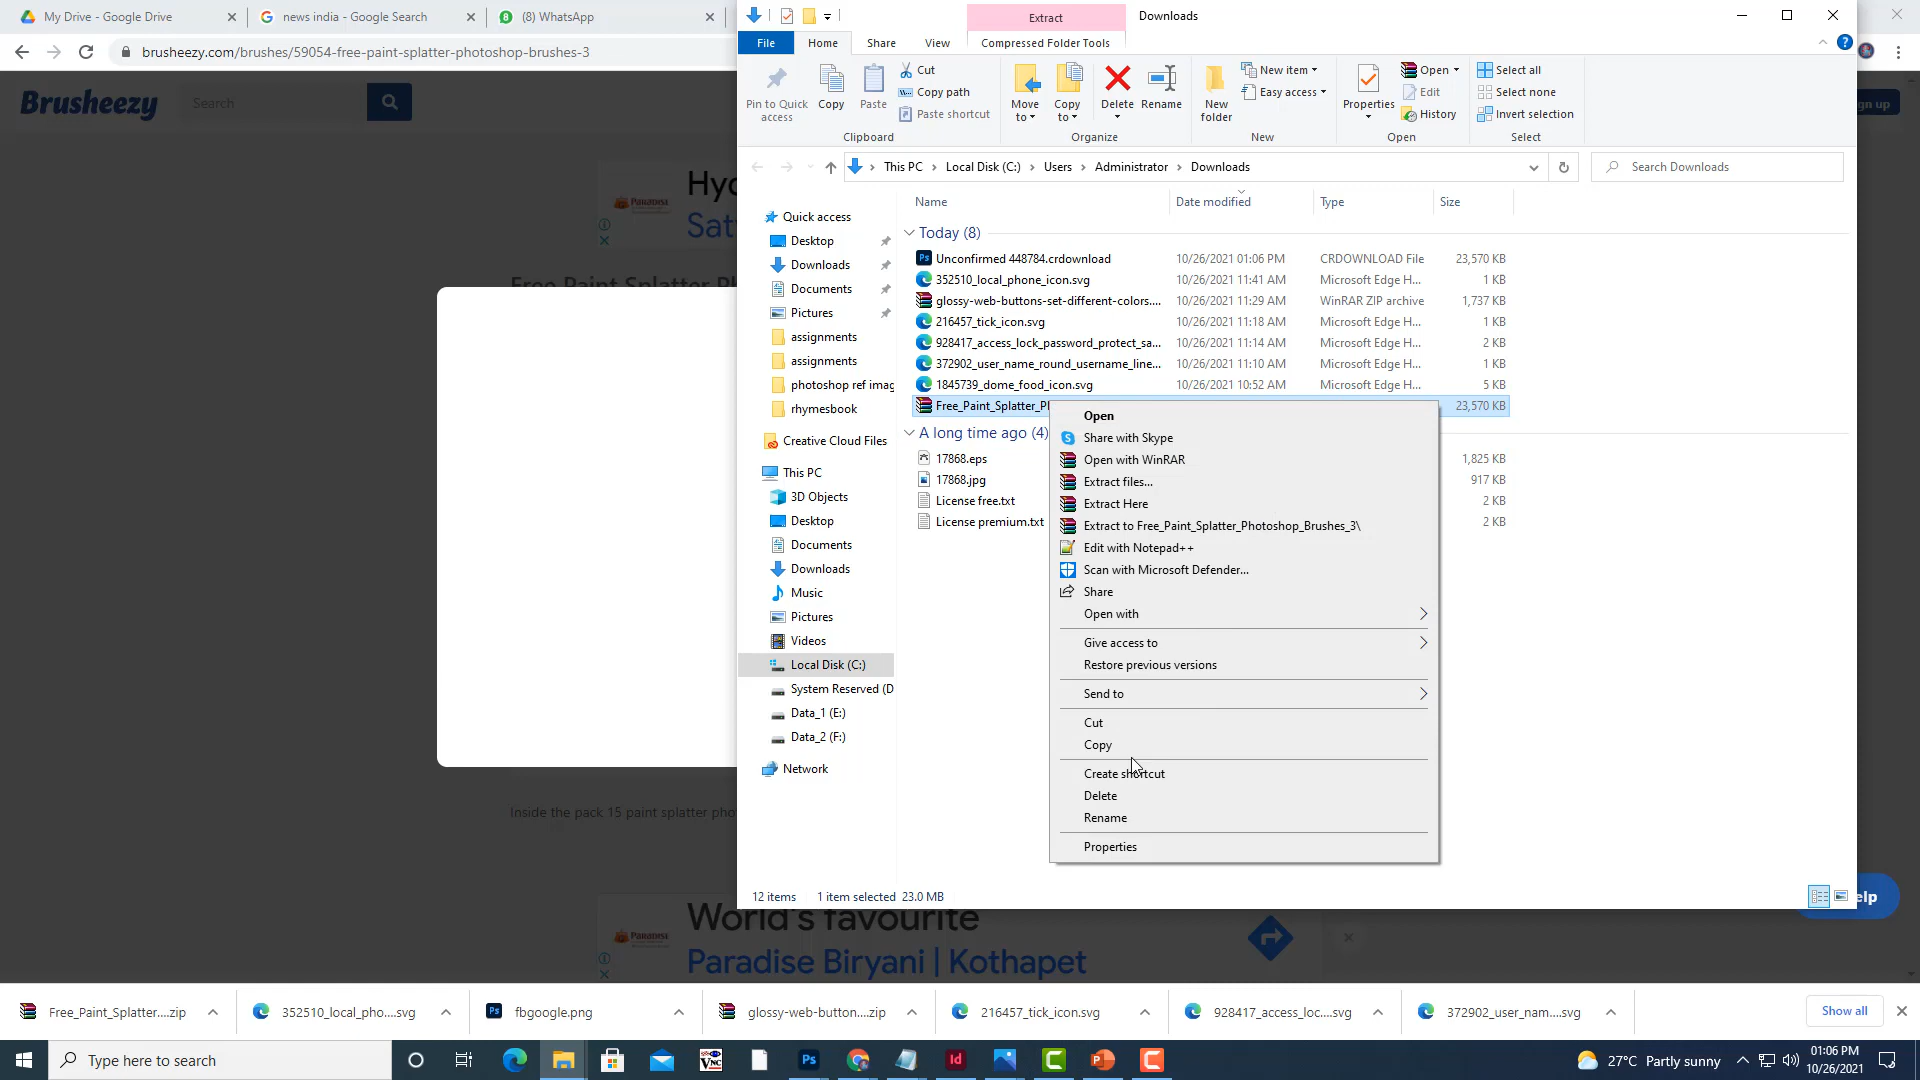 My Drive - Google Drive
news india - Google Search
(8) WhatsApp
Extract
Downloads
File
Home
Share
View
Compressed Folder Tools
brusheezy.com/brushes/59054-free-paint-splatter-photoshop-brushes-3
Brusheezy
Search
Pin to Quick access
Copy
Paste
Cut
Copy path
Paste shortcut
Clipboard
Move to
Copy to
Delete
Rename
Organize
New folder
New item
Easy access
New
Properties
Open
Edit
History
Open
Select all
Select none
Invert selection
Select
gn up
This PC
Local Disk (C:)
Users
Administrator
Downloads
Search Downloads
Paradise
Name
Date modified
Type
Size
Quick access
Desktop
Downloads
Documents
Pictures
assignments
assignments
photoshop ref imag
rhymesbook
Creative Cloud Files
This PC
3D Objects
Desktop
Documents
Downloads
Music
Pictures
Videos
Local Disk (C:)
System Reserved (D
Data_1 (E:)
Data_2 (F:)
Network
Today (8)
Unconfirmed 448784.crdownload 10/26/2021 01:06 PM CRDOWNLOAD File 23,570 KB
352510_local_phone_icon.svg 10/26/2021 11:41 AM Microsoft Edge H... 1 KB
glossy-web-buttons-set-different-colors.... 10/26/2021 11:29 AM WinRAR ZIP archive 1,737 KB
216457_tick_icon.svg 10/26/2021 11:18 AM Microsoft Edge H... 1 KB
928417_access_lock_password_protect_sa... 10/26/2021 11:14 AM Microsoft Edge H... 2 KB
372902_user_name_round_username_line... 10/26/2021 11:10 AM Microsoft Edge H... 1 KB
1845739_dome_food_icon.svg 10/26/2021 10:52 AM Microsoft Edge H... 5 KB
Free_Paint_Splatter_P 23,570 KB
A long time ago (4)
17868.eps 1,825 KB
17868.jpg 917 KB
License free.txt 2 KB
License premium.txt 2 KB
Open
Share with Skype
Open with WinRAR
Extract files...
Extract Here
Extract to Free_Paint_Splatter_Photoshop_Brushes_3\
Edit with Notepad++
Scan with Microsoft Defender...
Share
Open with
Give access to
Restore previous versions
Send to
Cut
Copy
Create shortcut
Delete
Rename
Properties
12 items 1 item selected 23.0 MB
Free Paint Splatter P
Inside the pack 15 paint splatter pho
elp
Paradise
World's favourite
Paradise Biryani | Kothapet
Free_Paint_Splatter....zip
352510_local_pho....svg
fbgoogle.png
glossy-web-button....zip
216457_tick_icon.svg
928417_access_loc....svg
372902_user_nam....svg
Show all
Type here to search
27°C Partly sunny
01:06 PM
10/26/2021